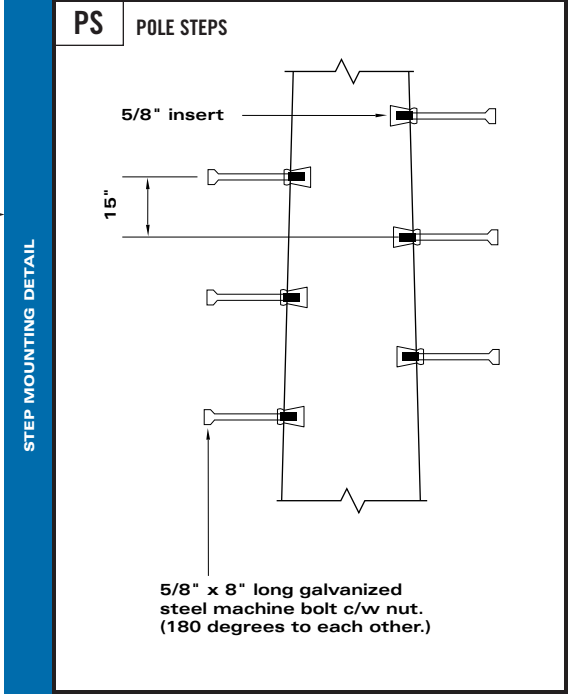 PS
POLE STEPS
5/8" insert
15"
STEP MOUNTING DETAIL
5/8" x 8" long galvanized
steel machine bolt c/w nut.
(180 degrees to each other.)